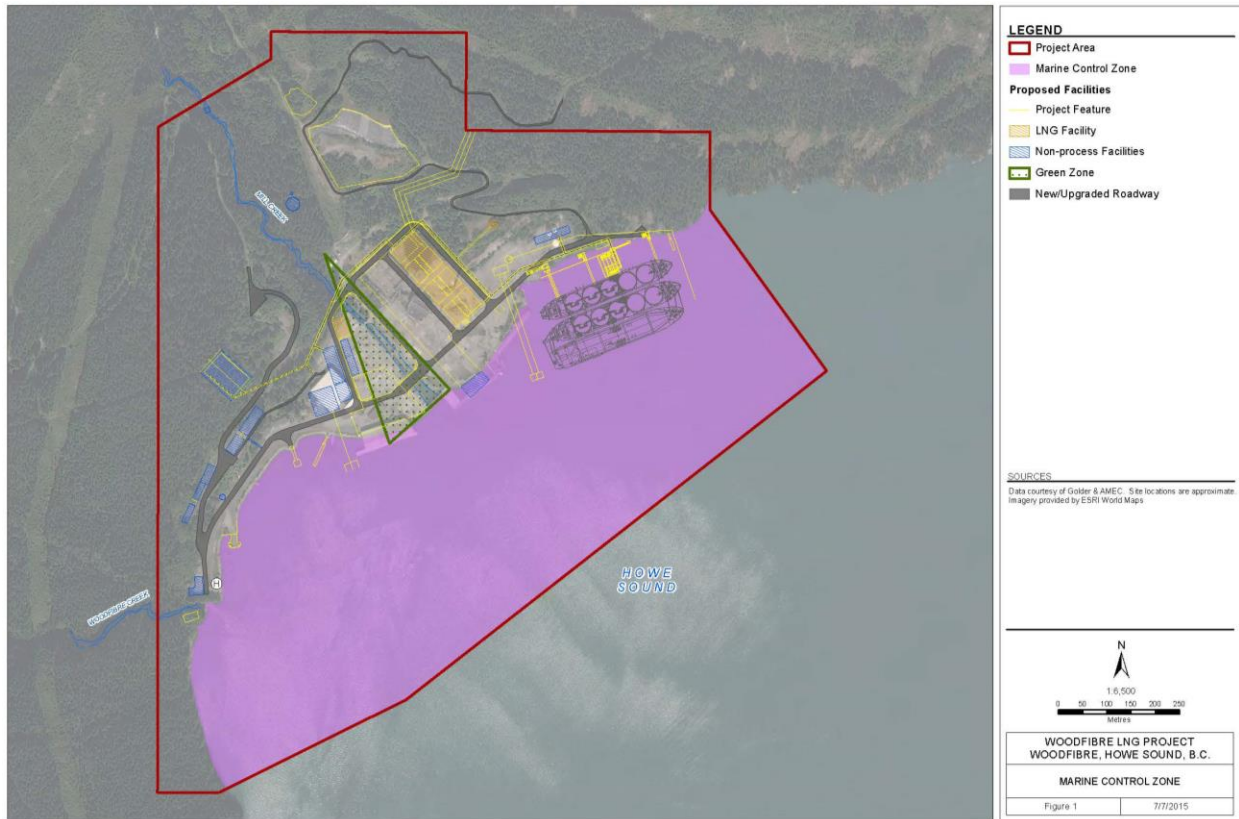 LEGEND
Project Area
Marine Control Zone
Proposed Facilities
Project Feature
LNG Facility
Non-process Facilities
Green Zone
New/Upgraded Roadway
MILL CREEK
WOODFIBRE CREEK
H
HOWE
SOUND
SOURCES
Data courtesy of Golder & AMEC. Site locations are approximate.
Imagery provided by ESRI World Maps
N
1:6,500
0 50 100 150 200 250
Metres
WOODFIBRE LNG PROJECT
WOODFIBRE, HOWE SOUND, B.C.
MARINE CONTROL ZONE
Figure 1 7/7/2015